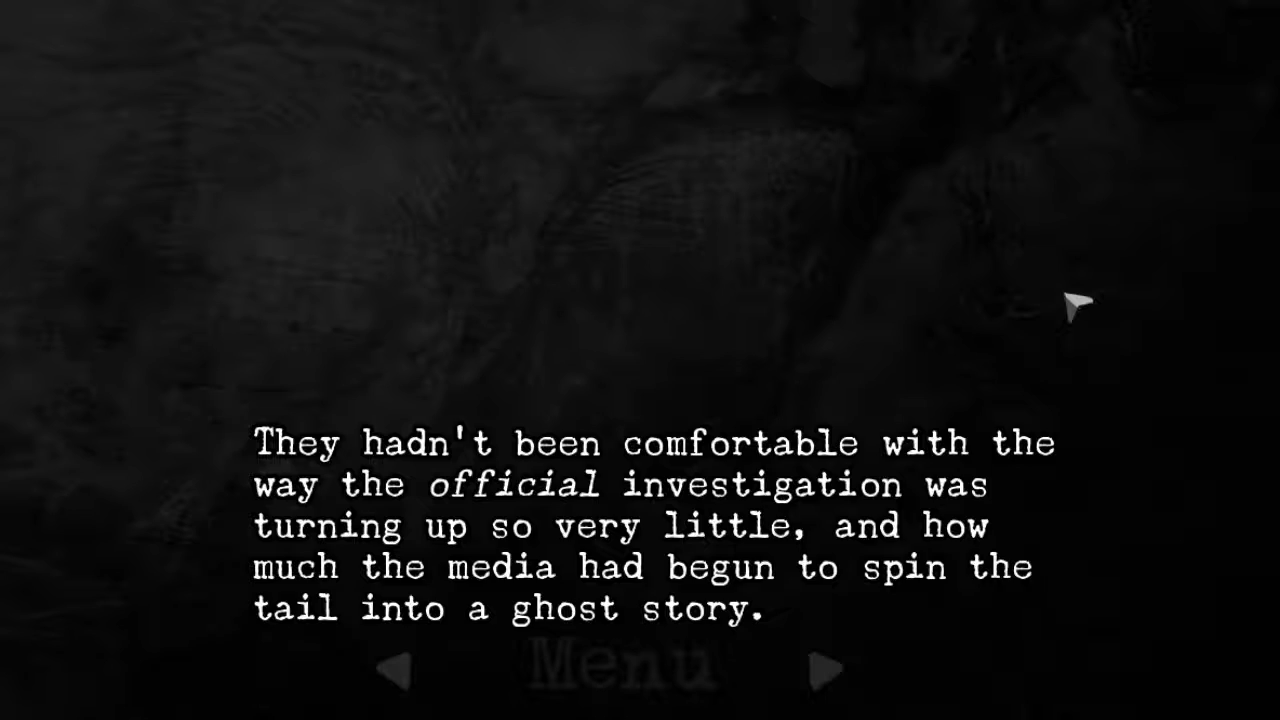 They hadn't been comfortable with the
way the official investigation was
turning up so very little, and how
much the media had begun to spin the
tail into a ghost story.
Menu